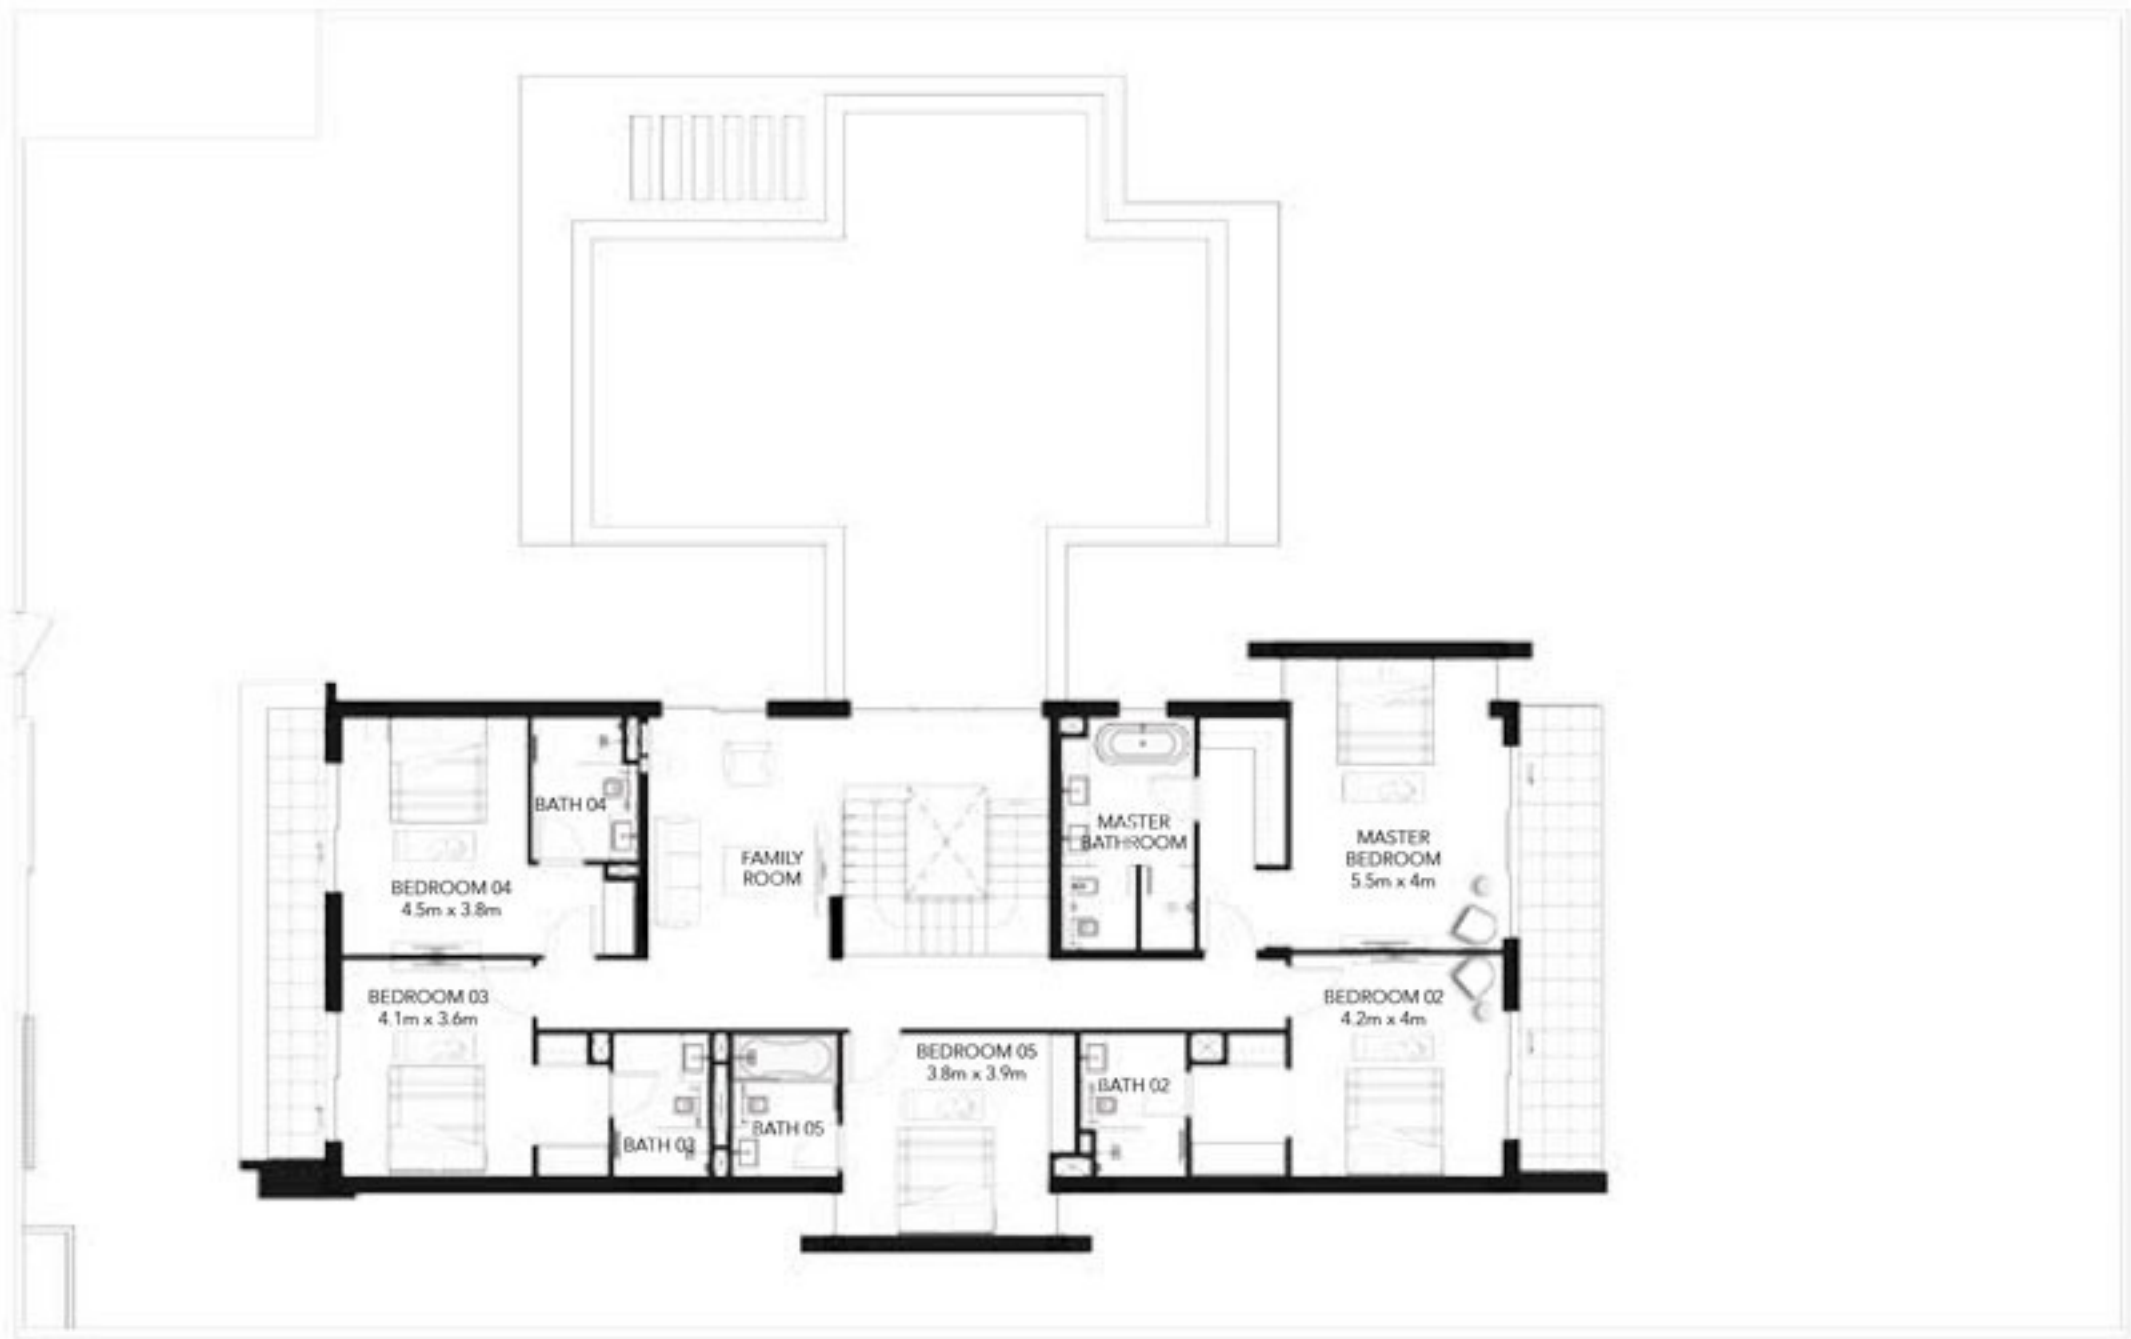 BATH 04
MASTER
BATHROOM
MASTER
BEDROOM
5.5m x 4m
FAMILY
ROOM
BEDROOM 04
4.5m x 3.8m
BEDROOM 03
4.1m x 3.6m
BEDROOM 02
4.2m x 4m
BEDROOM 05
3.8m x 3.9m
BATH 02
BATH 03
BATH 05